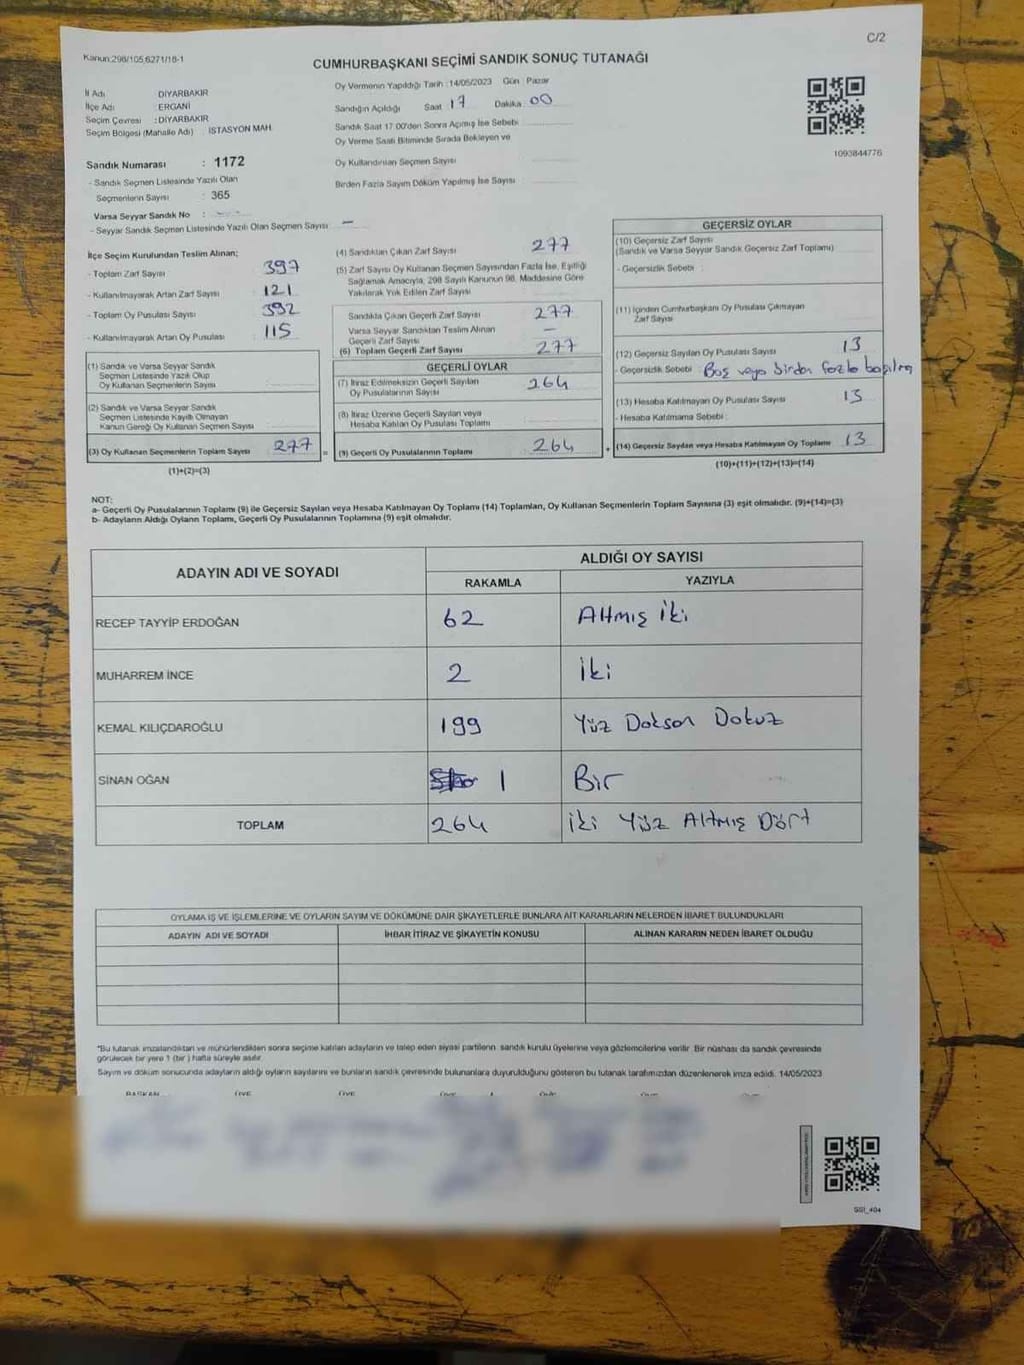 C/2
Kanun:298/105,6271/18-1
CUMHURBAŞKANI SEÇİMİ SANDIK SONUÇ TUTANAĞI
İl Adı DİYARBAKIR
İlçe Adı : ERGANİ
Seçim Çevresi : DİYARBAKIR
Seçim Bölgesi (Mahalle Adı) : İSTASYON MAH.
Sandık Numarası : 1172
- Sandık Seçmen Listesinde Yazılı Olan
Seçmenlerin Sayısı : 365
Varsa Seyyar Sandık No :
- Seyyar Sandık Seçmen Listesinde Yazılı Olan Seçmen Sayısı : —
Oy Vermenin Yapıldığı Tarih : 14/05/2023 Gün Pazar
Sandığın Açıldığı Saat 17 Dakika 00
Sandık Saat 17.00'den Sonra Açılmış İse Sebebi
Oy Verme Saati Bitiminde Sırada Bekleyen ve
Oy Kullandırılan Seçmen Sayısı
Birden Fazla Sayım Döküm Yapılmış İse Sayısı
1093844776
İlçe Seçim Kurulundan Teslim Alınan;
- Toplam Zarf Sayısı 397
- Kullanılmayarak Artan Zarf Sayısı 121
- Toplam Oy Pusulası Sayısı 392
- Kullanılmayarak Artan Oy Pusulası 115
(1) Sandık ve Varsa Seyyar Sandık
Seçmen Listesinde Yazılı Olup
Oy Kullanan Seçmenlerin Sayısı :
(2) Sandık ve Varsa Seyyar Sandık
Seçmen Listesinde Kayıtlı Olmayan
Kanun Gereği Oy Kullanan Seçmen Sayısı :
(3) Oy Kullanan Seçmenlerin Toplam Sayısı 277 =
(1)+(2)=(3)
(4) Sandıktan Çıkan Zarf Sayısı 277
(5) Zarf Sayısı Oy Kullanan Seçmen Sayısından Fazla İse, Eşitliği
Sağlamak Amacıyla, 298 Sayılı Kanunun 98. Maddesine Göre
Yakılarak Yok Edilen Zarf Sayısı
Sandıkta Çıkan Geçerli Zarf Sayısı 277
Varsa Seyyar Sandıktan Teslim Alınan
Geçerli Zarf Sayısı —
(6) Toplam Geçerli Zarf Sayısı 277
GEÇERLİ OYLAR
(7) İtiraz Edilmeksizin Geçerli Sayılan
Oy Pusulalarının Sayısı : 264
(8) İtiraz Üzerine Geçerli Sayılan veya
Hesaba Katılan Oy Pusulası Toplamı :
(9) Geçerli Oy Pusulalarının Toplamı : 264 +
GEÇERSİZ OYLAR
(10) Geçersiz Zarf Sayısı
(Sandık ve Varsa Seyyar Sandık Geçersiz Zarf Toplamı)
- Geçersizlik Sebebi :
(11) İçinden Cumhurbaşkanı Oy Pusulası Çıkmayan
Zarf Sayısı
(12) Geçersiz Sayılan Oy Pusulası Sayısı 13
- Geçersizlik Sebebi : Boş veya birden fazla basılmış
(13) Hesaba Katılmayan Oy Pusulası Sayısı 13
- Hesaba Katılmama Sebebi :
(14) Geçersiz Sayılan veya Hesaba Katılmayan Oy Toplamı 13
(10)+(11)+(12)+(13)=(14)
NOT:
a- Geçerli Oy Pusulalarının Toplamı (9) ile Geçersiz Sayılan veya Hesaba Katılmayan Oy Toplamı (14) Toplamları, Oy Kullanan Seçmenlerin Toplam Sayısına (3) eşit olmalıdır. (9)+(14)=(3)
b- Adayların Aldığı Oyların Toplamı, Geçerli Oy Pusulalarının Toplamına (9) eşit olmalıdır.
ADAYIN ADI VE SOYADI ALDIĞI OY SAYISI
RAKAMLA YAZIYLA
RECEP TAYYİP ERDOĞAN 62 Altmış iki
MUHARREM İNCE 2 iki
KEMAL KILIÇDAROĞLU 199 Yüz Doksan Dokuz
SİNAN OĞAN 1 Bir
TOPLAM 264 iki Yüz Altmış Dört
OYLAMA İŞ VE İŞLEMLERİNE VE OYLARIN SAYIM VE DÖKÜMÜNE DAİR ŞİKAYETLERLE BUNLARA AİT KARARLARIN NELERDEN İBARET BULUNDUKLARI
ADAYIN ADI VE SOYADI İHBAR İTİRAZ VE ŞİKAYETİN KONUSU ALINAN KARARIN NEDEN İBARET OLDUĞU
"Bu tutanak imzalandıktan ve mühürlendikten sonra seçime katılan adayların ve talep eden siyasi partilerin sandık kurulu üyelerine veya gözlemcilerine verilir. Bir nüshası da sandık çevresinde
görülecek bir yere 1 (bir) hafta süreyle asılır.
Sayım ve döküm sonucunda adayların aldığı oyların sayılarını ve bunların sandık çevresinde bulunanlara duyurulduğunu gösteren bu tutanak tarafımızdan düzenlenerek imza edildi. 14/05/2023
BAŞKAN ÜYE ÜYE ÜYE ÜYE ÜYE ÜYE
SSI_404